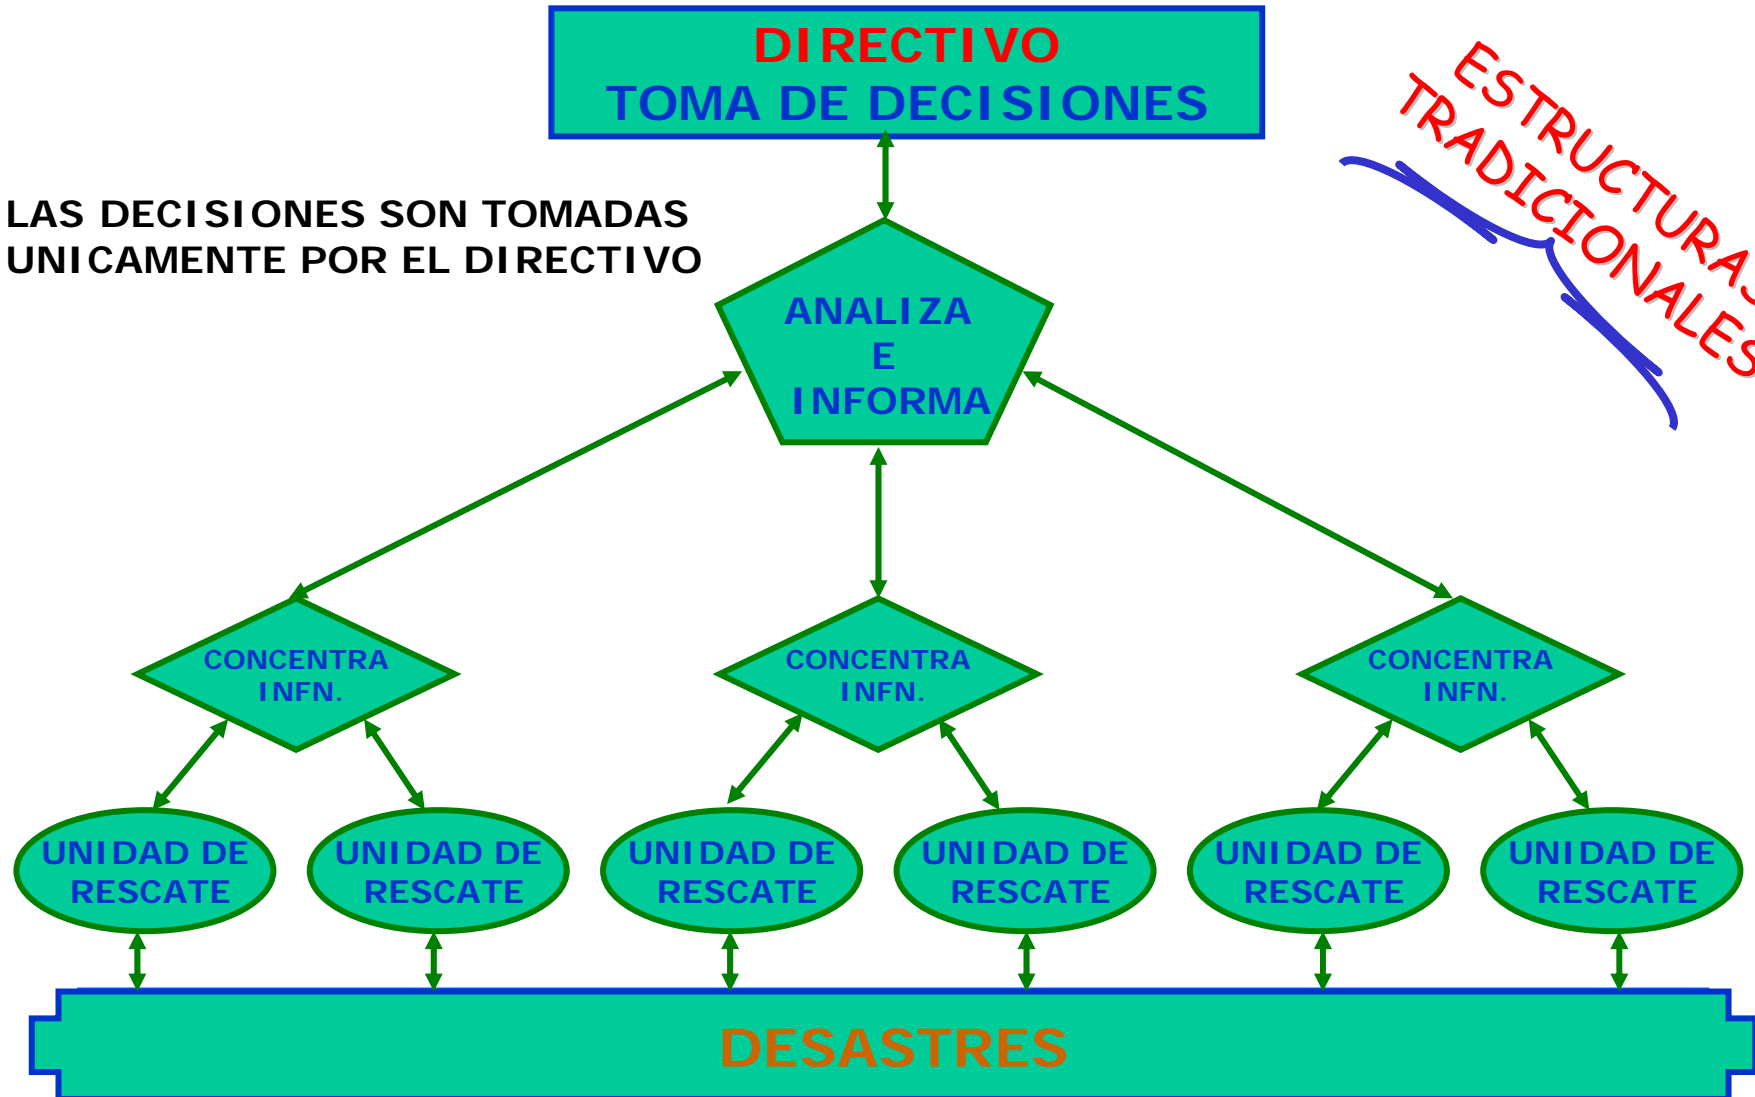 DIRECTIVO
TOMA DE DECISIONES
ESTRUCTURAS
TRADICIONALES
LAS DECISIONES SON TOMADAS
UNICAMENTE POR EL DIRECTIVO
ANALIZA
E
INFORMA
CONCENTRA
INFN.
CONCENTRA
INFN.
CONCENTRA
INFN.
UNIDAD DE
RESCATE
UNIDAD DE
RESCATE
UNIDAD DE
RESCATE
UNIDAD DE
RESCATE
UNIDAD DE
RESCATE
UNIDAD DE
RESCATE
DESASTRES